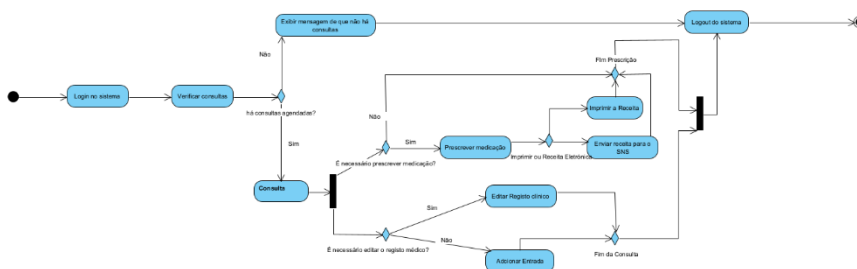 Exibir mensagem de que não há
consultas
Logout do sistema
Não
Fim Prescrição
Login no sistema
Verificar consultas
há consultas agendadas?
Não
Imprimir a Receita
Sim
Sim
Prescrever medicação
Enviar receita para o
SNS
Imprimir ou Receita Eletrónica
É necessário prescrever medicação?
Consulta
Editar Registo clínico
Sim
É necessário editar o registo médico?
Não
Adicionar Entrada
Fim da Consulta